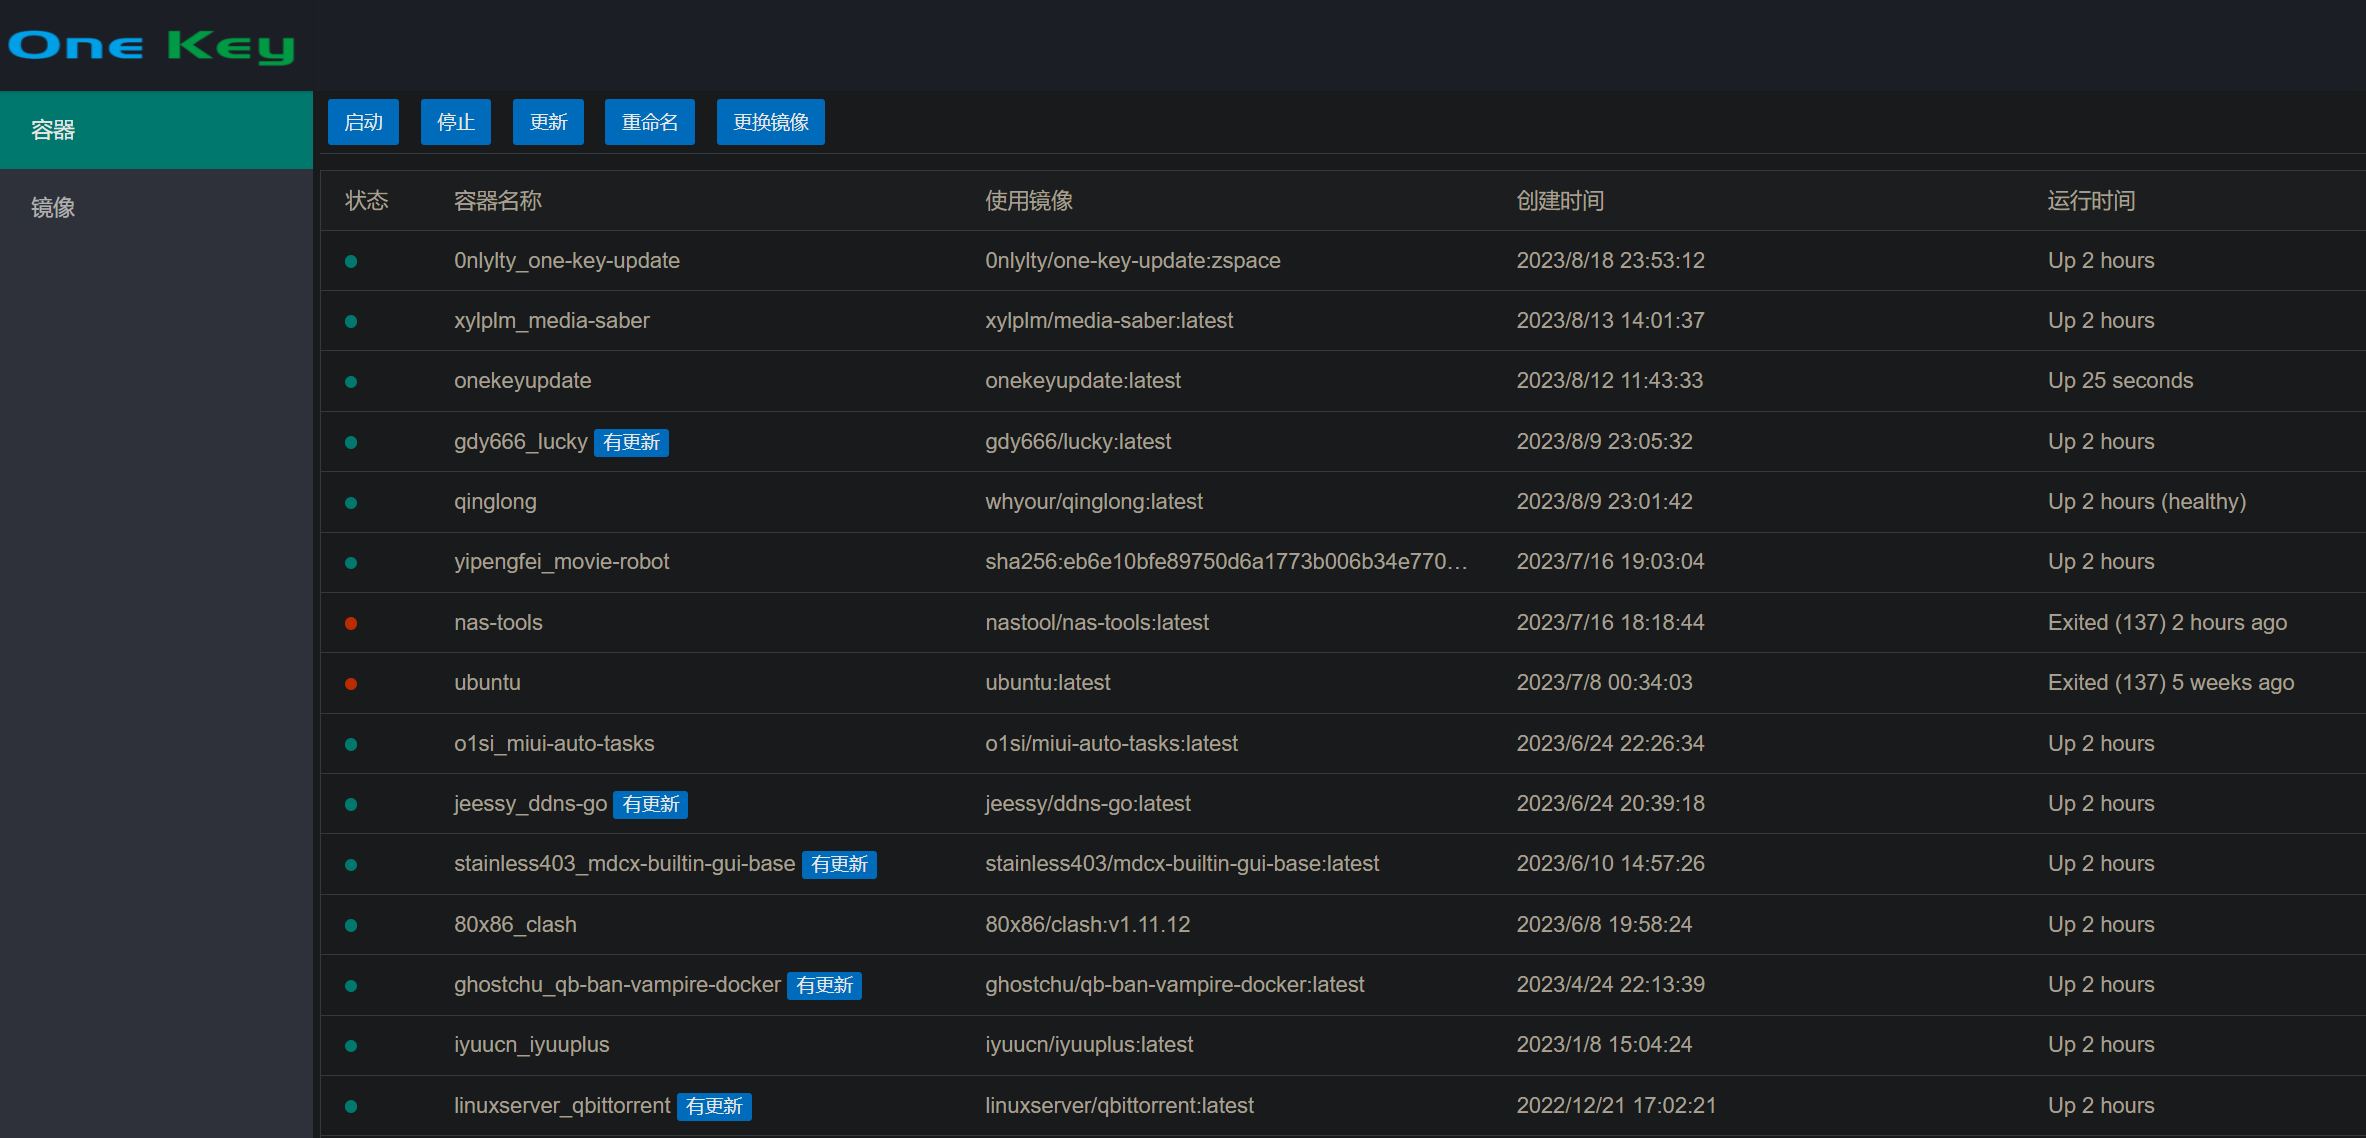 One Key
容器
镜像
启动 停止 更新 重命名 更换镜像
状态 容器名称 使用镜像 创建时间 运行时间
0nlylty_one-key-update 0nlylty/one-key-update:zspace 2023/8/18 23:53:12 Up 2 hours
xylplm_media-saber xylplm/media-saber:latest 2023/8/13 14:01:37 Up 2 hours
onekeyupdate onekeyupdate:latest 2023/8/12 11:43:33 Up 25 seconds
gdy666_lucky 有更新 gdy666/lucky:latest 2023/8/9 23:05:32 Up 2 hours
qinglong whyour/qinglong:latest 2023/8/9 23:01:42 Up 2 hours (healthy)
yipengfei_movie-robot sha256:eb6e10bfe89750d6a1773b006b34e770… 2023/7/16 19:03:04 Up 2 hours
nas-tools nastool/nas-tools:latest 2023/7/16 18:18:44 Exited (137) 2 hours ago
ubuntu ubuntu:latest 2023/7/8 00:34:03 Exited (137) 5 weeks ago
o1si_miui-auto-tasks o1si/miui-auto-tasks:latest 2023/6/24 22:26:34 Up 2 hours
jeessy_ddns-go 有更新 jeessy/ddns-go:latest 2023/6/24 20:39:18 Up 2 hours
stainless403_mdcx-builtin-gui-base 有更新 stainless403/mdcx-builtin-gui-base:latest 2023/6/10 14:57:26 Up 2 hours
80x86_clash 80x86/clash:v1.11.12 2023/6/8 19:58:24 Up 2 hours
ghostchu_qb-ban-vampire-docker 有更新 ghostchu/qb-ban-vampire-docker:latest 2023/4/24 22:13:39 Up 2 hours
iyuucn_iyuuplus iyuucn/iyuuplus:latest 2023/1/8 15:04:24 Up 2 hours
linuxserver_qbittorrent 有更新 linuxserver/qbittorrent:latest 2022/12/21 17:02:21 Up 2 hours